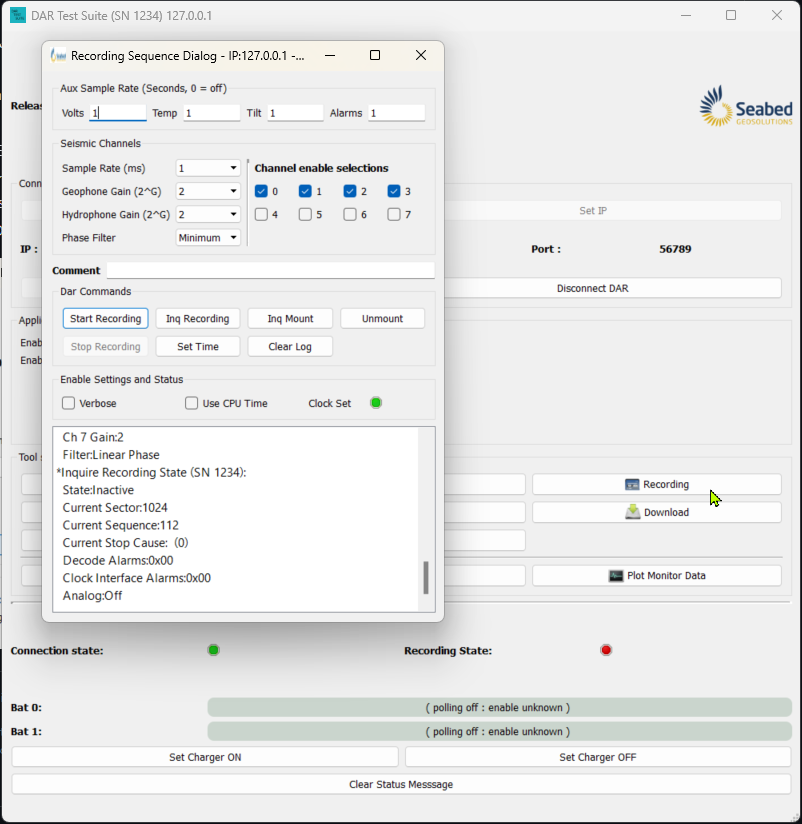 DAR Test Suite (SN 1234) 127.0.0.1
Recording Sequence Dialog - IP:127.0.0.1 -...
Aux Sample Rate (Seconds, 0 = off)
Volts 1 Temp 1 Tilt 1 Alarms 1
Seismic Channels
Sample Rate (ms) 1
Geophone Gain (2^G) 2
Hydrophone Gain (2^G) 2
Phase Filter Minimum
Channel enable selections
0 1 2 3
4 5 6 7
Comment
Dar Commands
Start Recording Inq Recording Inq Mount Unmount
Stop Recording Set Time Clear Log
Enable Settings and Status
Verbose Use CPU Time Clock Set
Ch 7 Gain:2
Filter:Linear Phase
*Inquire Recording State (SN 1234):
State:Inactive
Current Sector:1024
Current Sequence:112
Current Stop Cause: (0)
Decode Alarms:0x00
Clock Interface Alarms:0x00
Analog:Off
Releas
Seabed
GEOSOLUTIONS
Conn
Set IP
IP :
Port : 56789
Disconnect DAR
Appli
Enab
Enab
Tool s
Recording
Download
Plot Monitor Data
Connection state: Recording State:
Bat 0: ( polling off : enable unknown )
Bat 1: ( polling off : enable unknown )
Set Charger ON Set Charger OFF
Clear Status Messsage